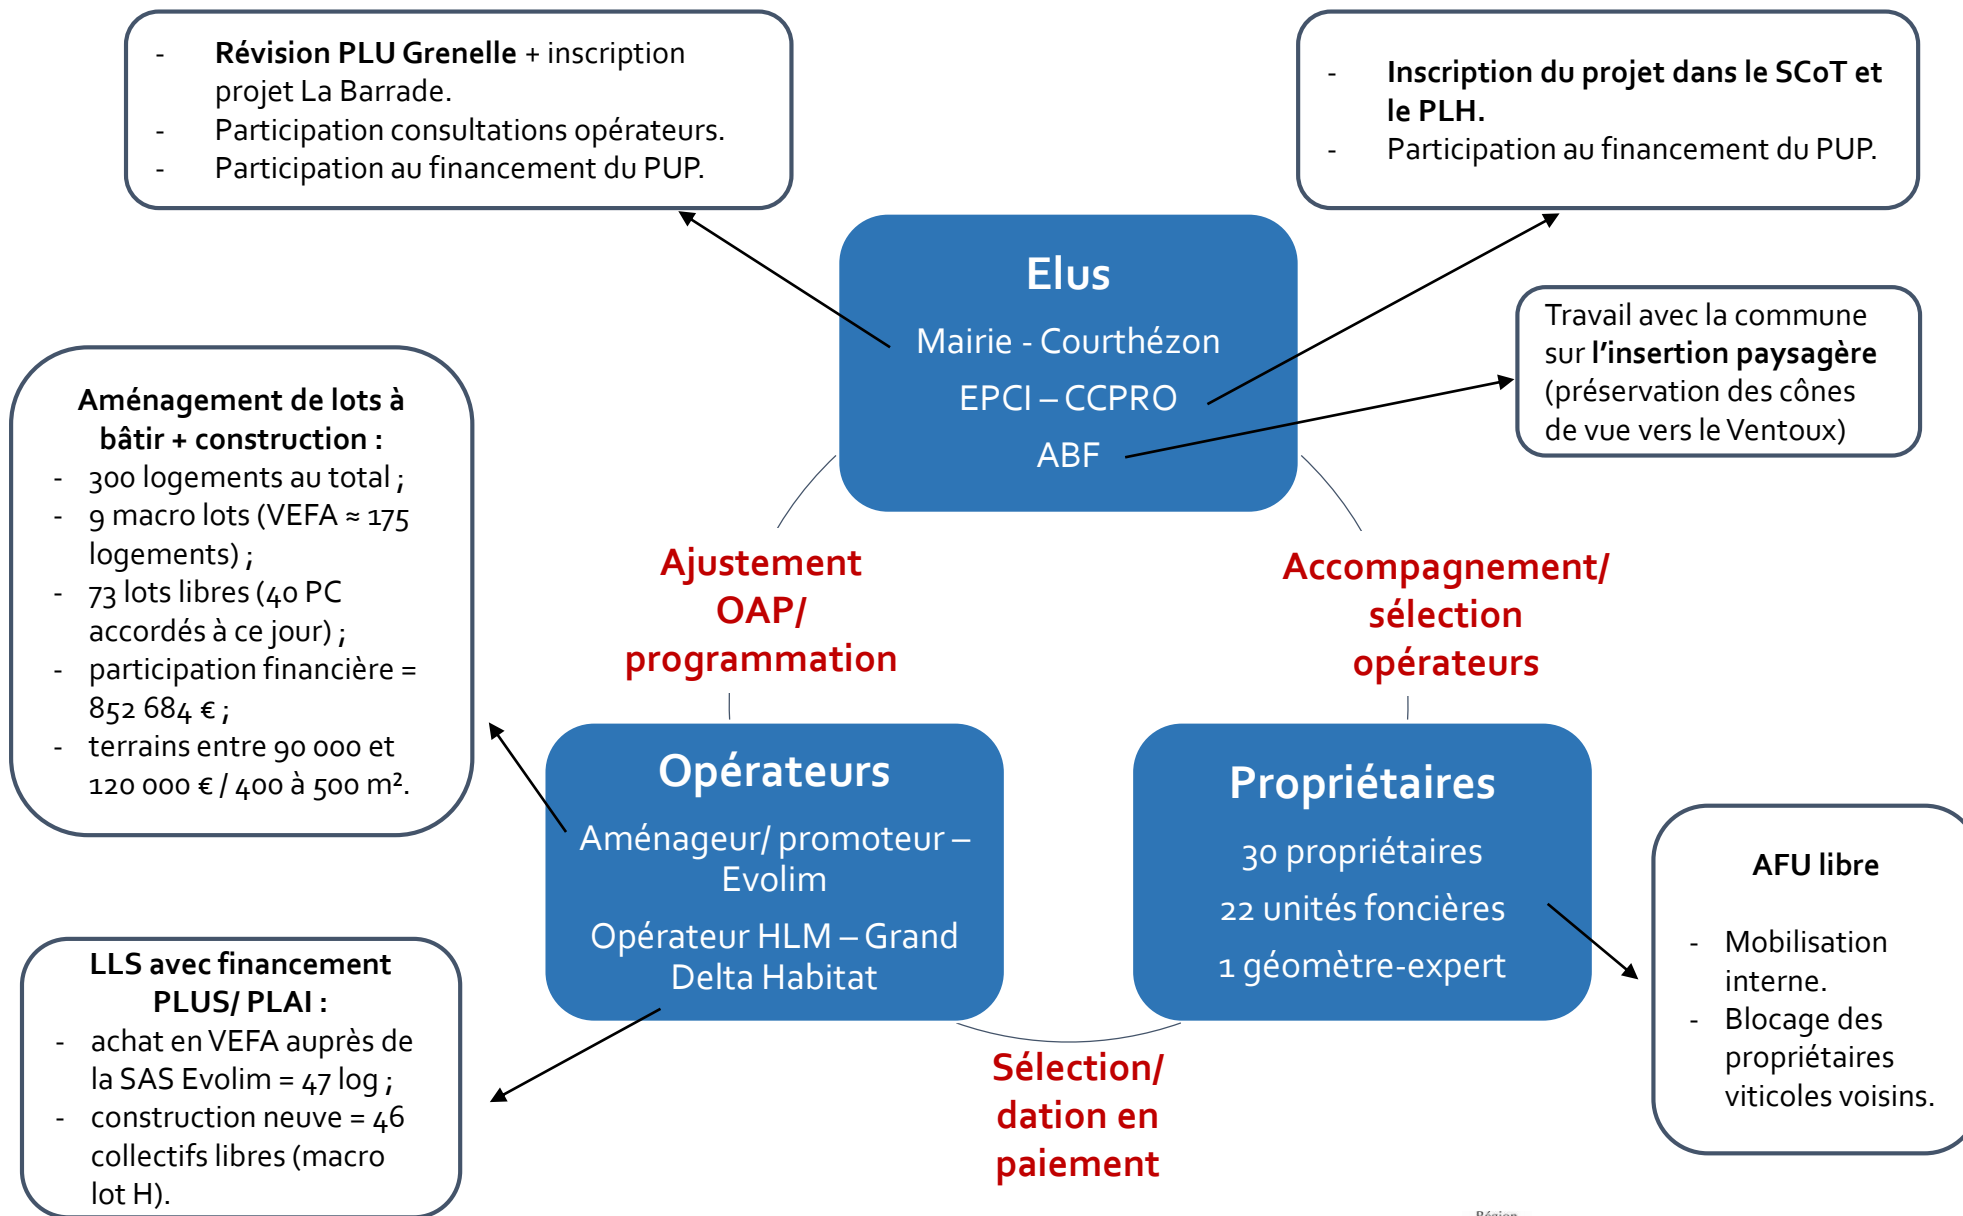 - Révision PLU Grenelle + inscription
projet La Barrade.
- Participation consultations opérateurs.
- Participation au financement du PUP.
- Inscription du projet dans le SCoT et
le PLH.
- Participation au financement du PUP.
Elus
Mairie - Courthézon
EPCI – CCPRO
ABF
Travail avec la commune
sur l'insertion paysagère
(préservation des cônes
de vue vers le Ventoux)
Aménagement de lots à
bâtir + construction :
- 300 logements au total ;
- 9 macro lots (VEFA ≈ 175
logements) ;
- 73 lots libres (40 PC
accordés à ce jour) ;
- participation financière =
852 684 € ;
- terrains entre 90 000 et
120 000 € / 400 à 500 m².
Ajustement
OAP/
programmation
Accompagnement/
sélection
opérateurs
Opérateurs
Aménageur/ promoteur –
Evolim
Opérateur HLM – Grand
Delta Habitat
Propriétaires
30 propriétaires
22 unités foncières
1 géomètre-expert
AFU libre
- Mobilisation
interne.
- Blocage des
propriétaires
viticoles voisins.
LLS avec financement
PLUS/ PLAI :
- achat en VEFA auprès de
la SAS Evolim = 47 log ;
- construction neuve = 46
collectifs libres (macro
lot H).
Sélection/
dation en
paiement
Région